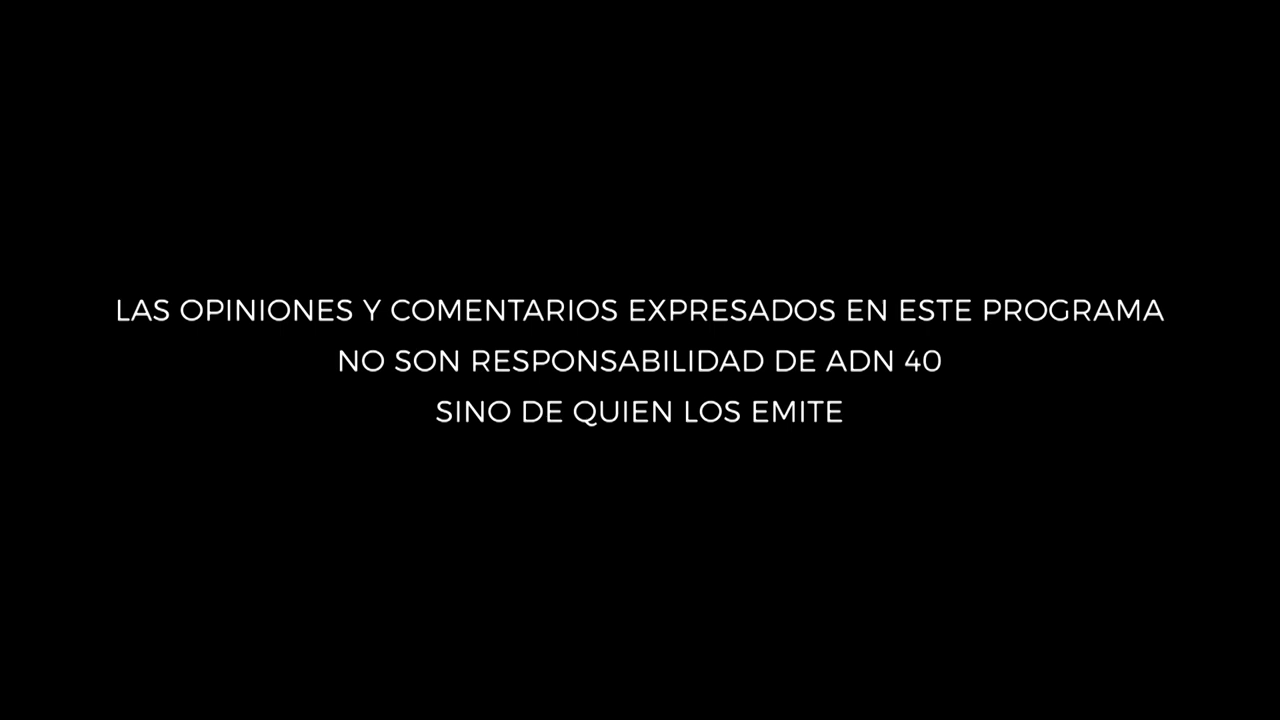 LAS OPINIONES Y COMENTARIOS EXPRESADOS EN ESTE PROGRAMA
NO SON RESPONSABILIDAD DE ADN 40
SINO DE QUIEN LOS EMITE